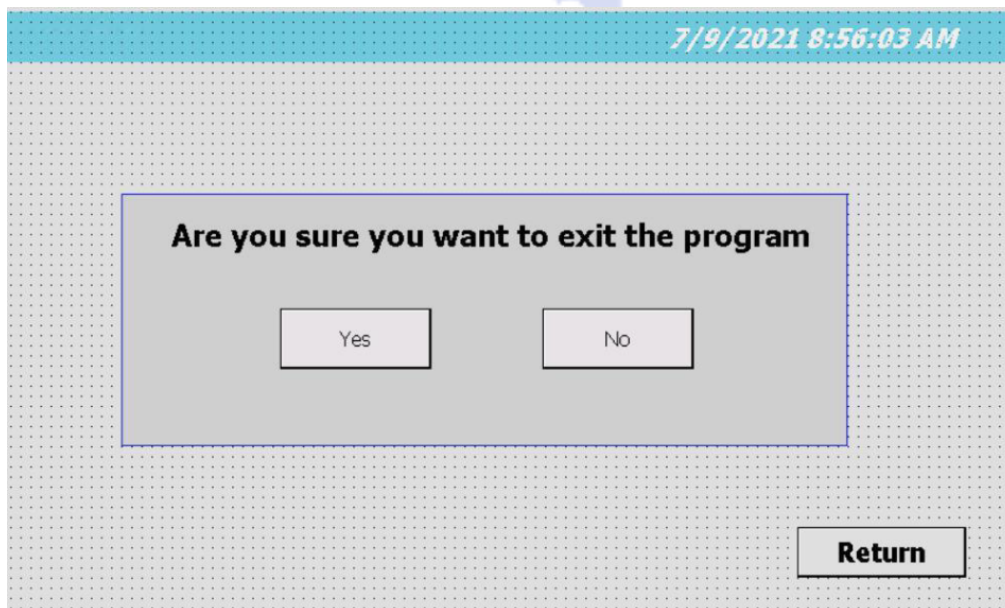 7/9/2021 8:56:03 AM
Are you sure you want to exit the program
Yes
No
Return